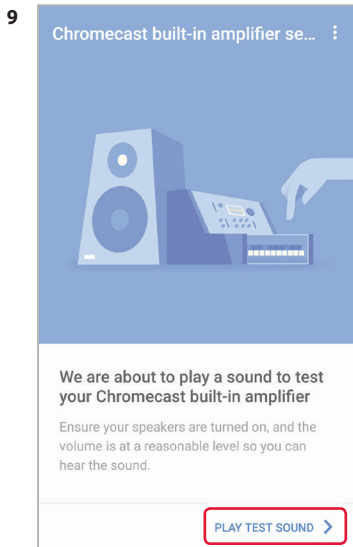 9
Chromecast built-in amplifier se...
We are about to play a sound to test
your Chromecast built-in amplifier
Ensure your speakers are turned on, and the
volume is at a reasonable level so you can
hear the sound.
PLAY TEST SOUND